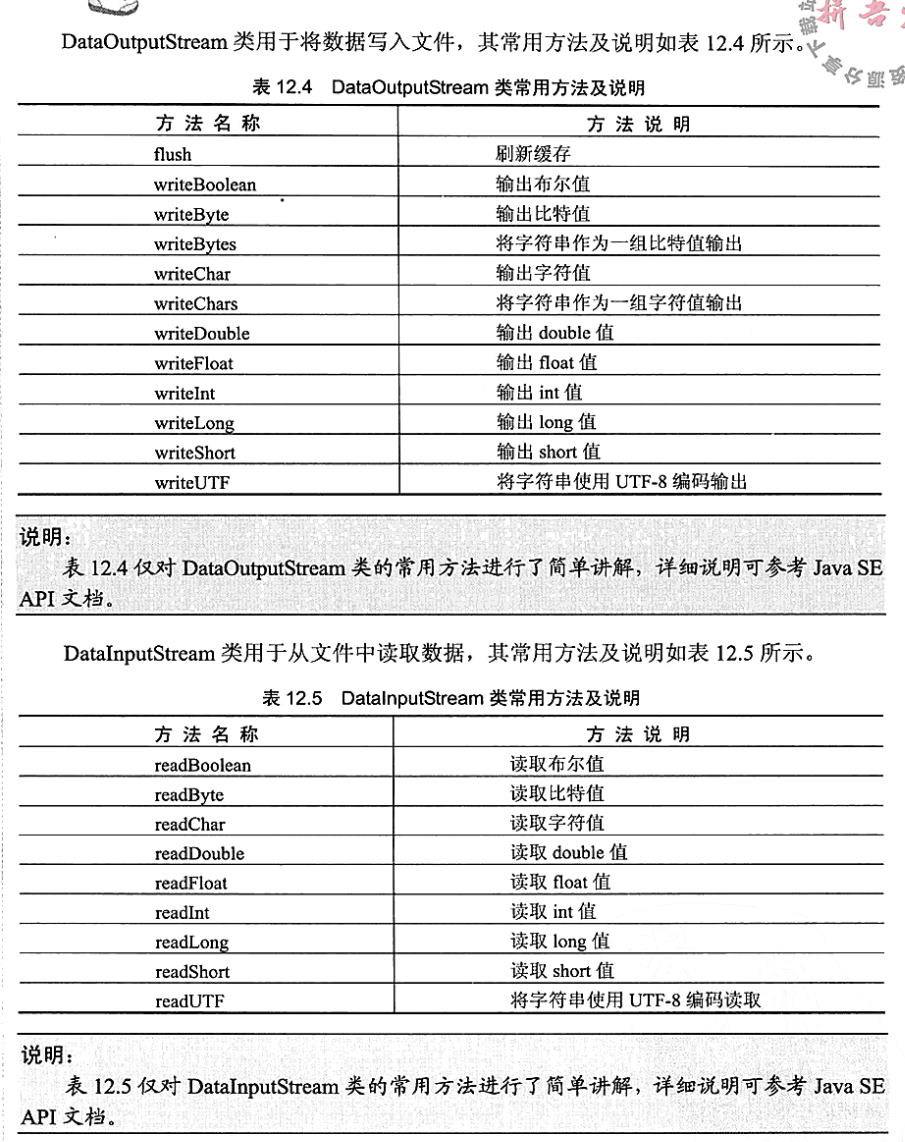 DataOutputStream 类用于将数据写入文件，其常用方法及说明如表 12.4 所示。
表 12.4 DataOutputStream 类常用方法及说明
方 法 名 称 方 法 说 明
flush 刷新缓存
writeBoolean 输出布尔值
writeByte 输出比特值
writeBytes 将字符串作为一组比特值输出
writeChar 输出字符值
writeChars 将字符串作为一组字符值输出
writeDouble 输出 double 值
writeFloat 输出 float 值
writeInt 输出 int 值
writeLong 输出 long 值
writeShort 输出 short 值
writeUTF 将字符串使用 UTF-8 编码输出
说明：
表 12.4 仅对 DataOutputStream 类的常用方法进行了简单讲解，详细说明可参考 Java SE
API 文档。
DataInputStream 类用于从文件中读取数据，其常用方法及说明如表 12.5 所示。
表 12.5 DataInputStream 类常用方法及说明
方 法 名 称 方 法 说 明
readBoolean 读取布尔值
readByte 读取比特值
readChar 读取字符值
readDouble 读取 double 值
readFloat 读取 float 值
readInt 读取 int 值
readLong 读取 long 值
readShort 读取 short 值
readUTF 将字符串使用 UTF-8 编码读取
说明：
表 12.5 仅对 DataInputStream 类的常用方法进行了简单讲解，详细说明可参考 Java SE
API 文档。